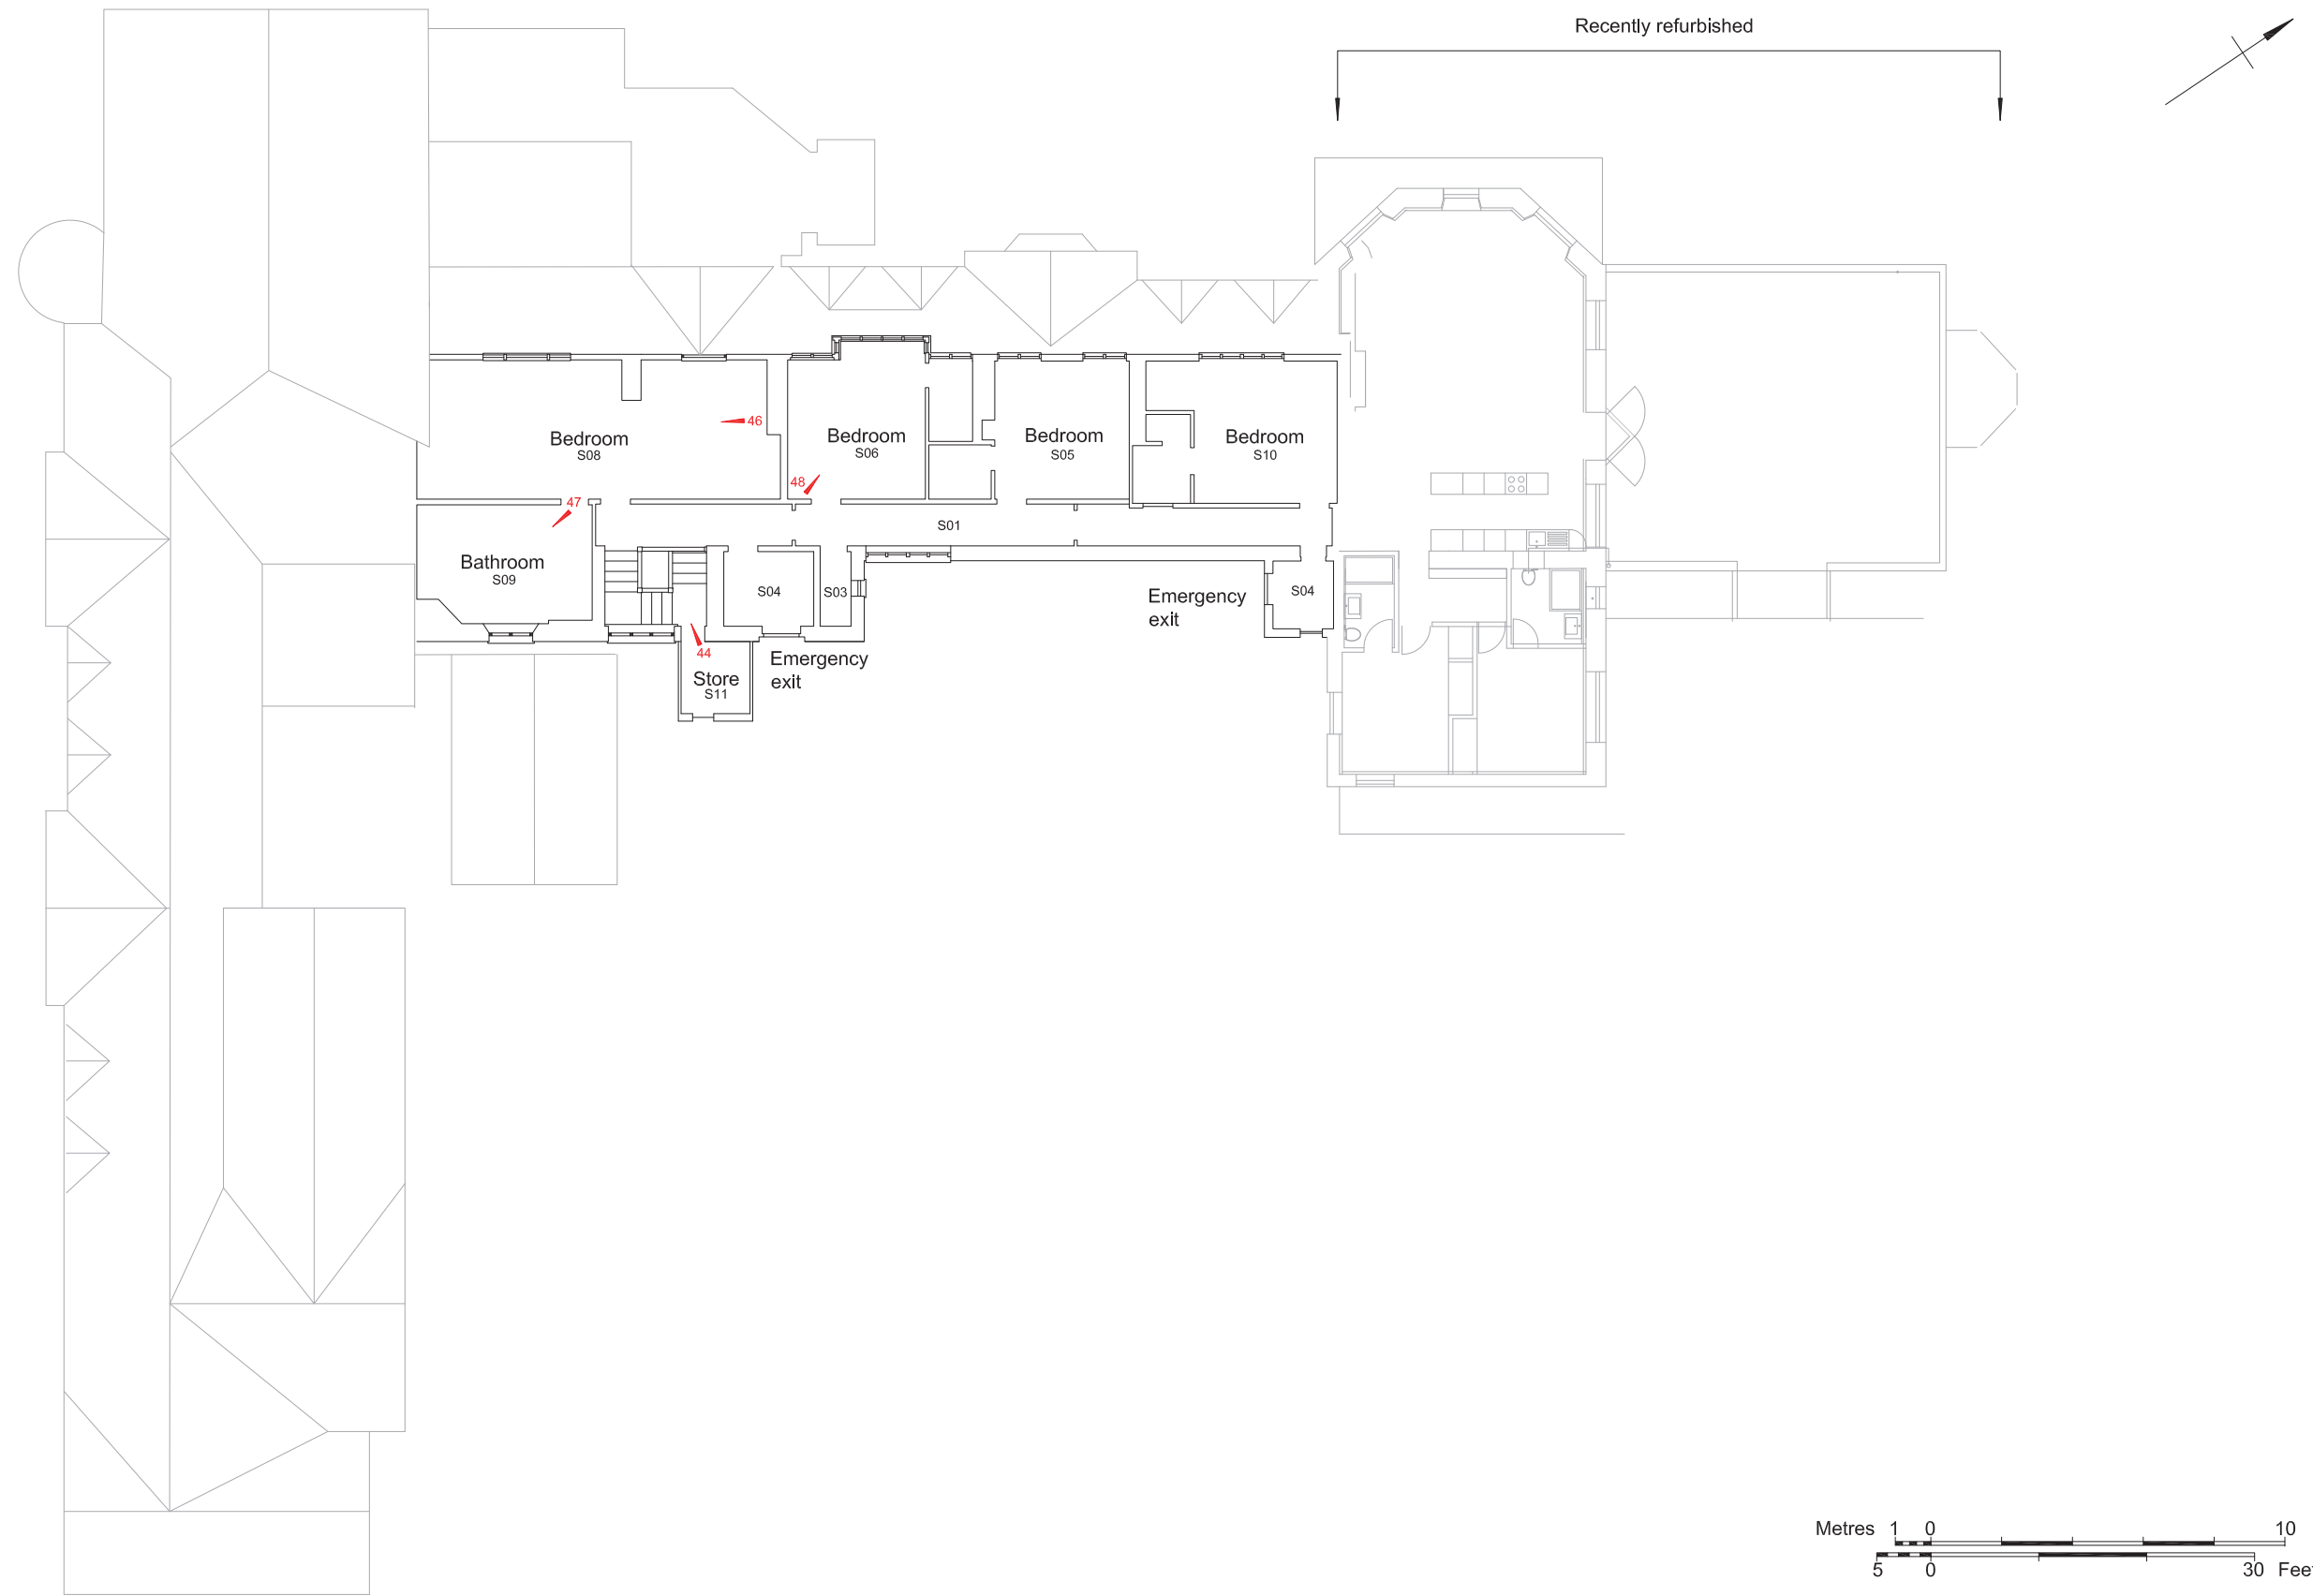 Recently refurbished
46
Bedroom
S08
Bedroom
S06
Bedroom
S05
Bedroom
S10
48
47
S01
Bathroom
S09
S04
S03
Emergency
exit
S04
44
Store
S11
Emergency
exit
Metres 1 0 10
5 0 30 Feet